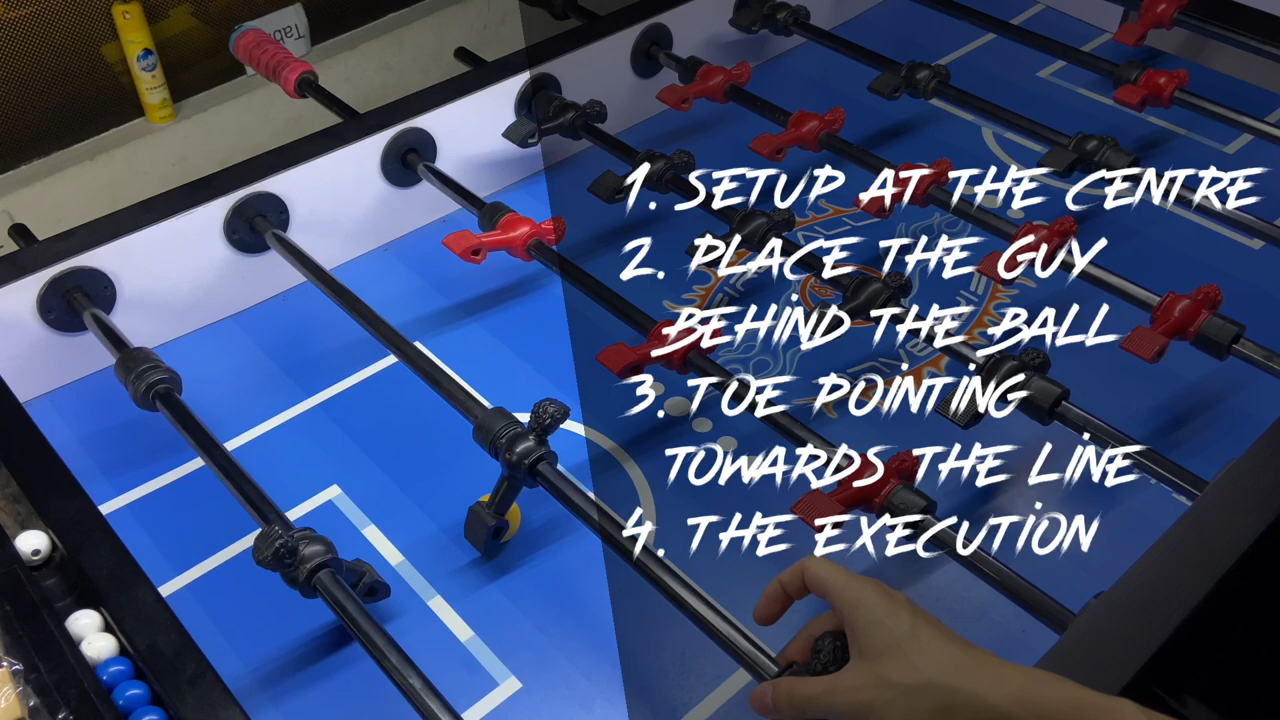 Tabl
1. SETUP AT THE CENTRE
2. PLACE THE GUY
BEHIND THE BALL
3. TOE POINTING
TOWARDS THE LINE
4. THE EXECUTION